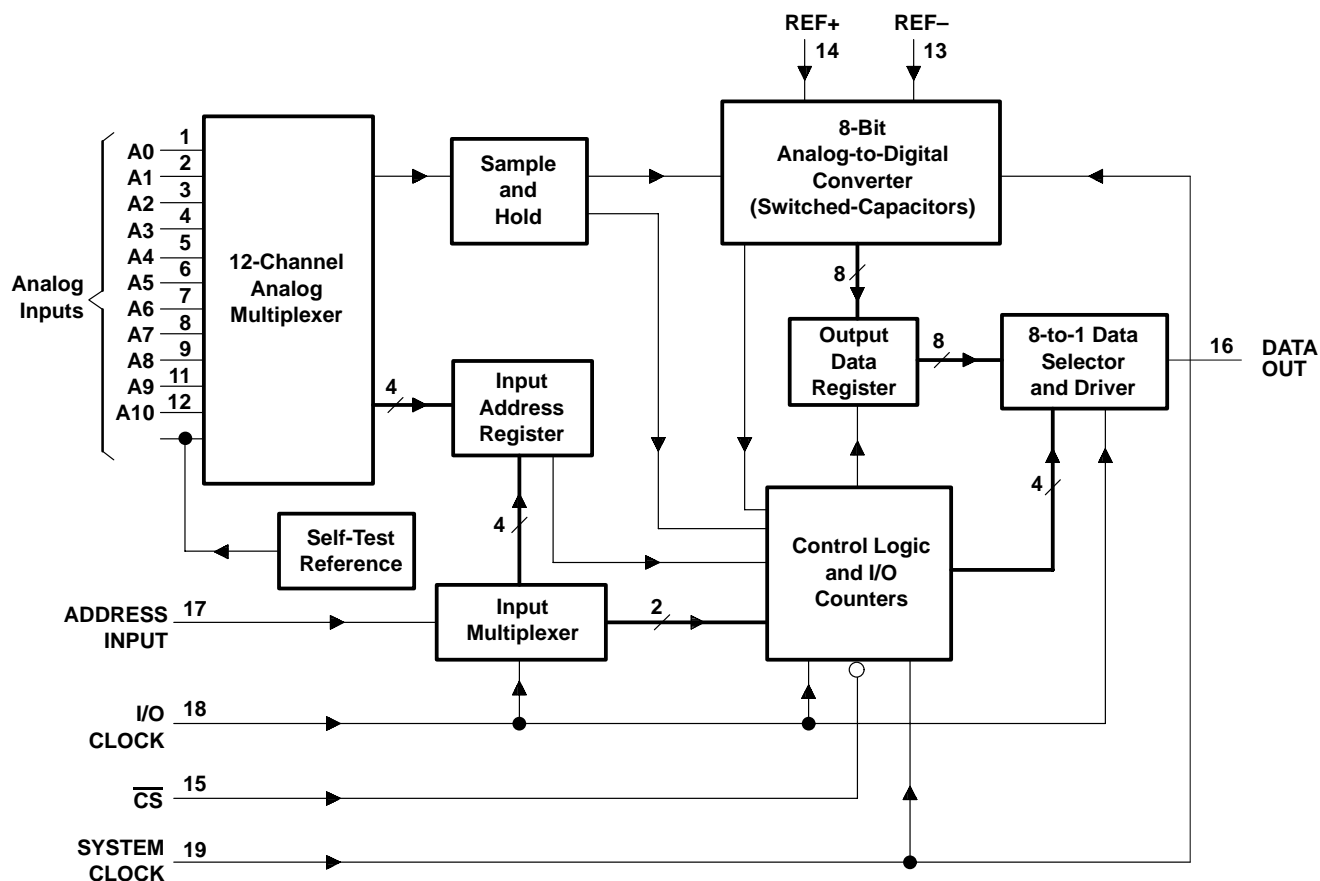 REF+
14
REF–
13
8-Bit
Analog-to-Digital
Converter
(Switched-Capacitors)
Sample
and
Hold
12-Channel
Analog
Multiplexer
Analog
Inputs
A0 1
A1 2
A2 3
A3 4
A4 5
A5 6
A6 7
A7 8
A8 9
A9 11
A10 12
8
Output
Data
Register
8
8-to-1 Data
Selector
and Driver
16
DATA
OUT
4
Input
Address
Register
4
4
Self-Test
Reference
Control Logic
and I/O
Counters
ADDRESS
INPUT
17
Input
Multiplexer
2
I/O
CLOCK
18
C̅S̅
15
SYSTEM
CLOCK
19